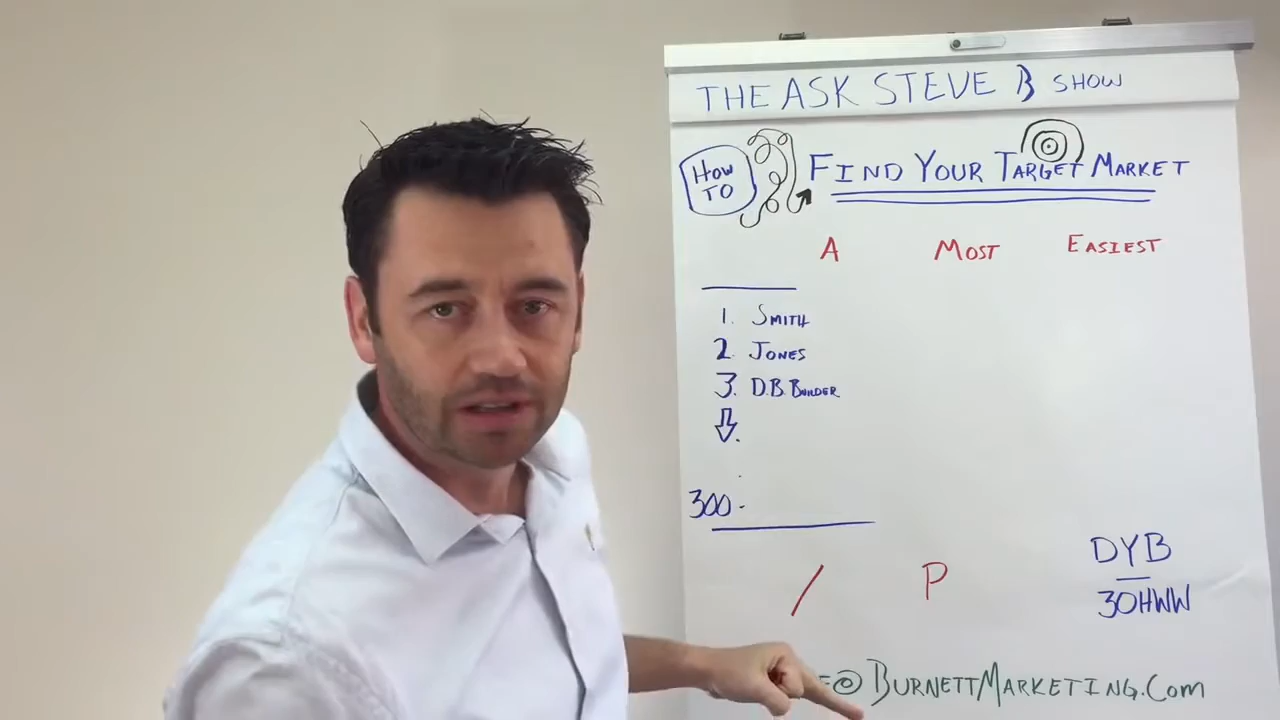 THE ASK STEVE B SHOW
HOW TO FIND YOUR TARGET MARKET
A MOST EASIEST
1. SMITH
2. JONES
3. D.B. BUILDER
300-
/ P
DYB
30HWW
@BURNETTMARKETING.COM